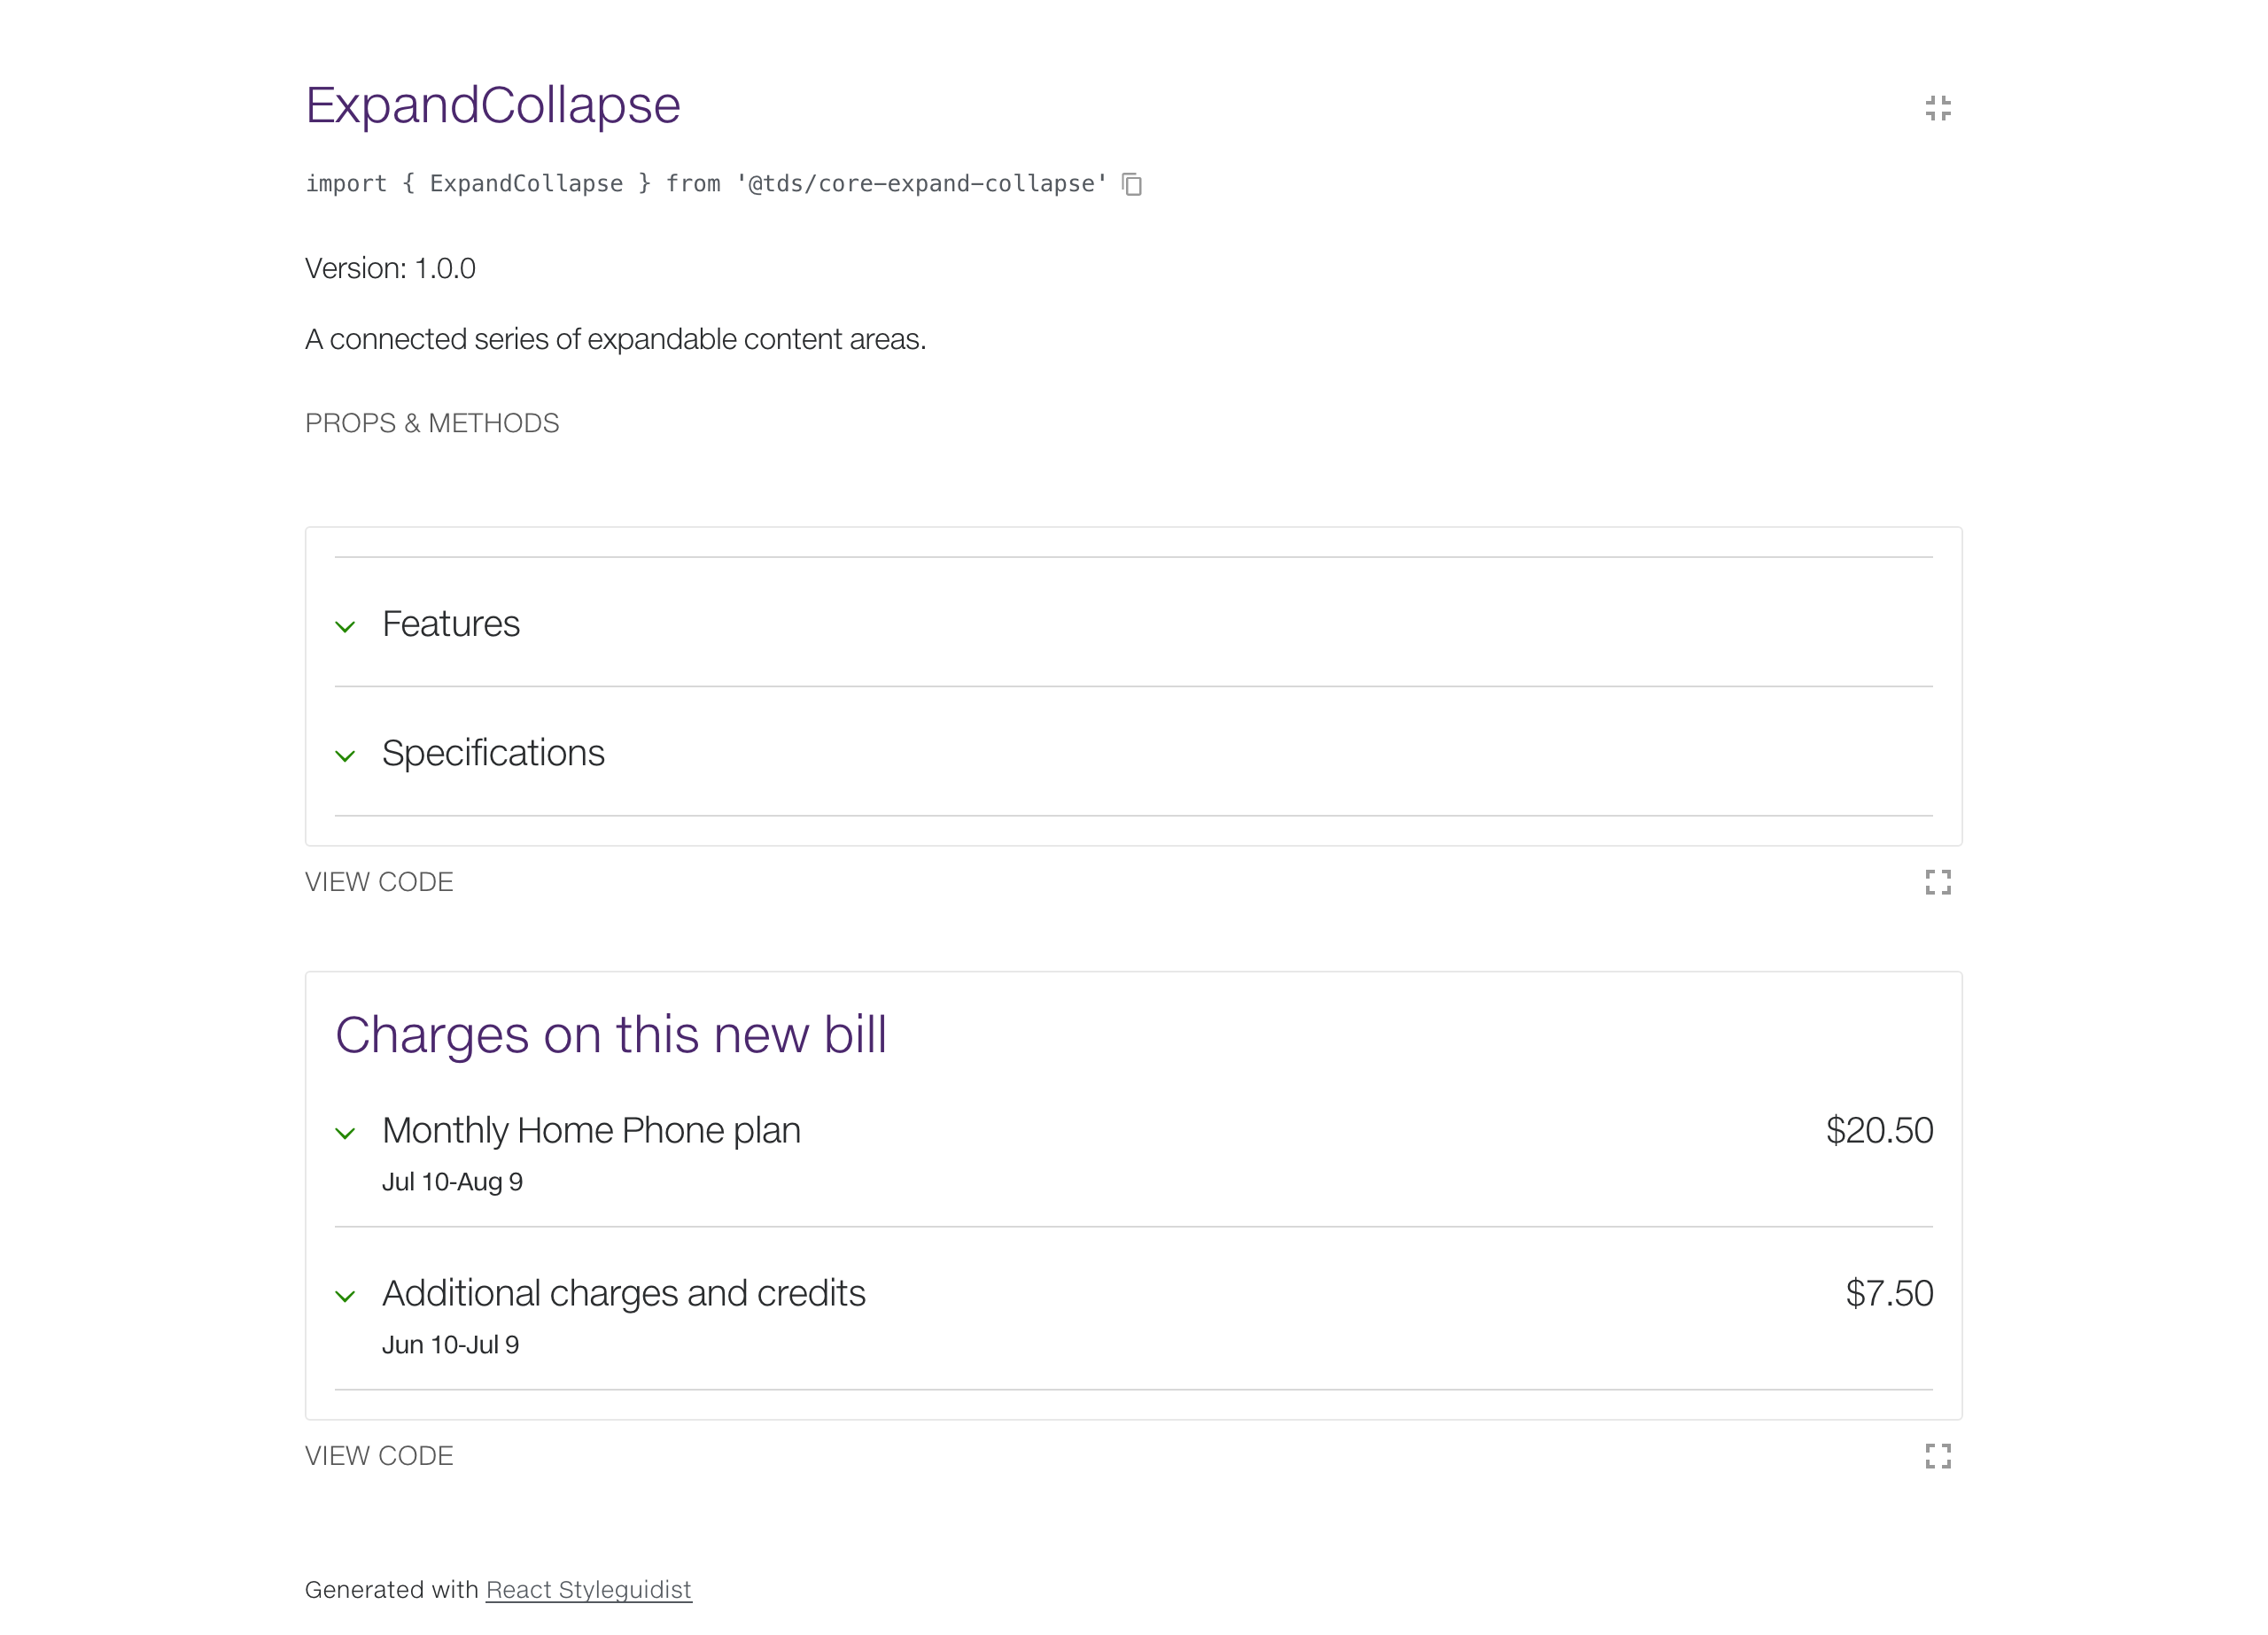 ExpandCollapse
import { ExpandCollapse } from '@tds/core-expand-collapse'
Version: 1.0.0
A connected series of expandable content areas.
PROPS & METHODS
Features
Specifications
VIEW CODE
Charges on this new bill
Monthly Home Phone plan $20.50
Jul 10-Aug 9
Additional charges and credits $7.50
Jun 10-Jul 9
VIEW CODE
Generated with React Styleguidist